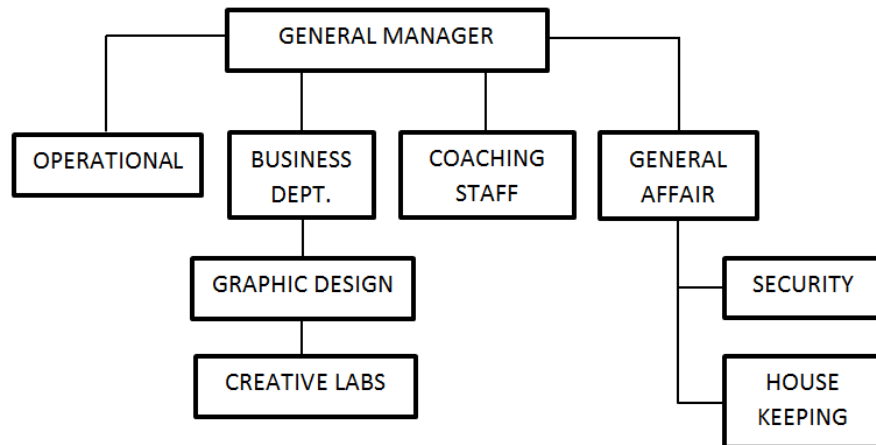 GENERAL MANAGER
OPERATIONAL
BUSINESS
DEPT.
COACHING
STAFF
GENERAL
AFFAIR
GRAPHIC DESIGN
SECURITY
CREATIVE LABS
HOUSE
KEEPING